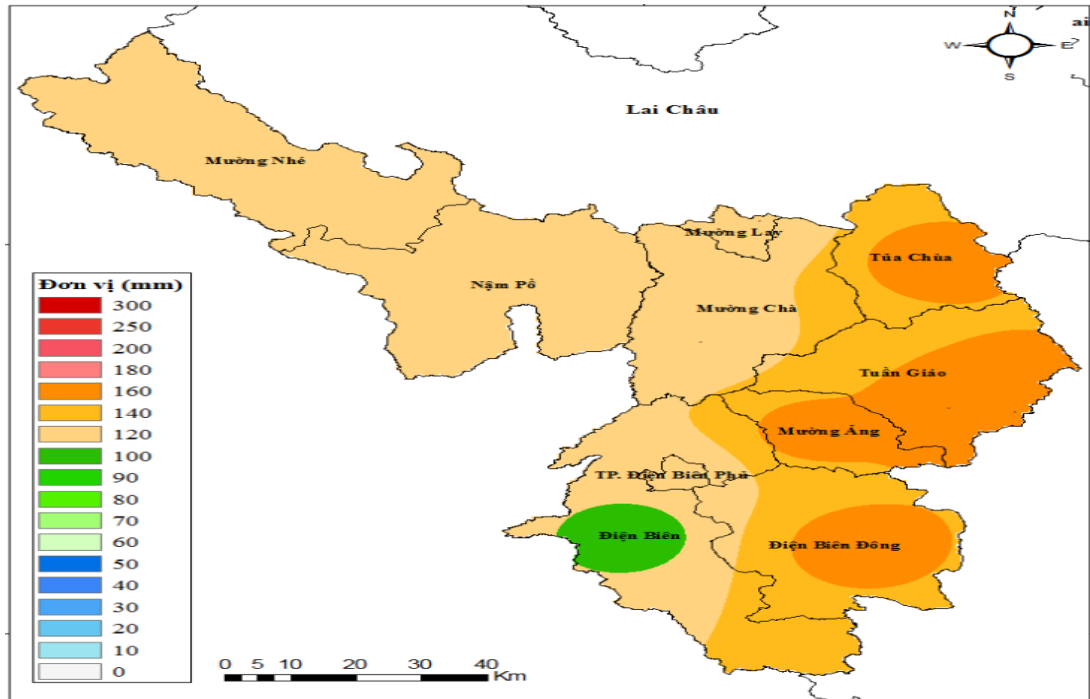 N
ai
W E
S
Lai Châu
Mường Nhé
Mường Lay
Tủa Chùa
Nậm Pồ
Mường Chà
Tuần Giáo
Mường Ảng
TP. Điện Biên Phủ
Điện Biên
Điện Biên Đông
Đơn vị (mm)
300
250
200
180
160
140
120
100
90
80
70
60
50
40
30
20
10
0
0 5 10 20 30 40
Km